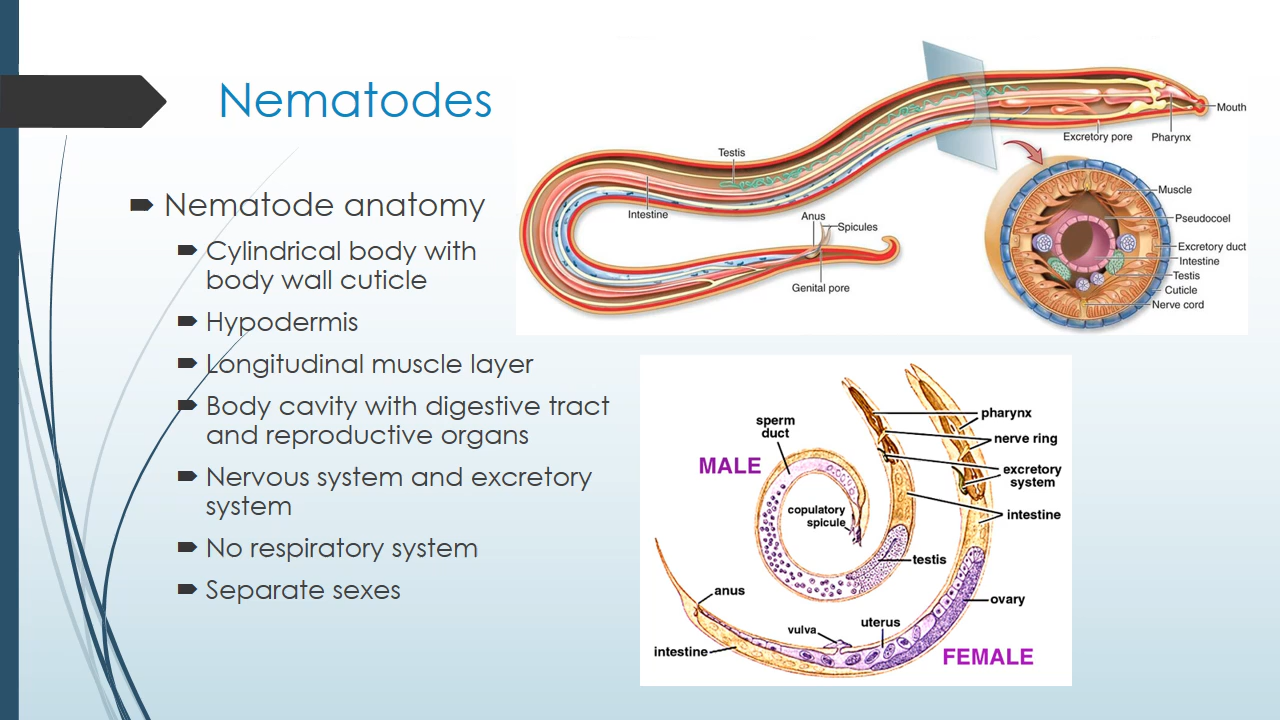 Nematodes
Nematode anatomy
Cylindrical body with
body wall cuticle
Hypodermis
Longitudinal muscle layer
Body cavity with digestive tract
and reproductive organs
Nervous system and excretory
system
No respiratory system
Separate sexes
Mouth
Excretory pore
Pharynx
Testis
Intestine
Anus
Spicules
Genital pore
Muscle
Pseudocoel
Excretory duct
Intestine
Testis
Cuticle
Nerve cord
sperm
duct
MALE
copulatory
spicule
pharynx
nerve ring
excretory
system
intestine
testis
ovary
anus
vulva
uterus
intestine
FEMALE